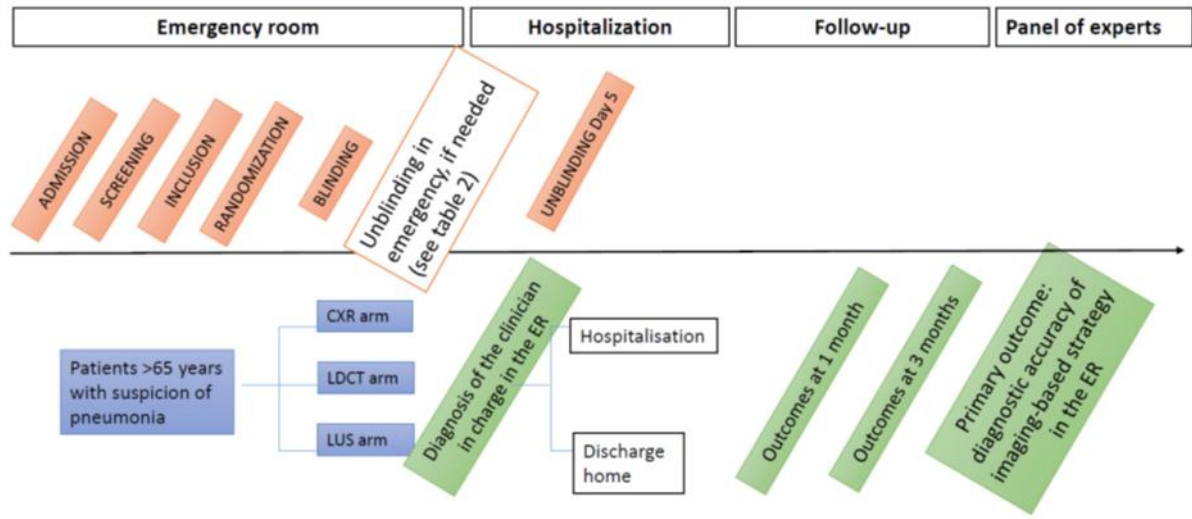 Emergency room
Hospitalization
Follow-up
Panel of experts
ADMISSION
SCREENING
INCLUSION
RANDOMIZATION
BLINDING
Unblinding in
emergency, if needed
(see table 2)
UNBLINDING Day 5
Patients >65 years
with suspicion of
pneumonia
CXR arm
LDCT arm
LUS arm
Diagnosis of the clinician
in charge in the ER
Hospitalisation
Discharge
home
Outcomes at 1 month
Outcomes at 3 months
Primary outcome:
diagnostic accuracy of
imaging-based strategy
in the ER